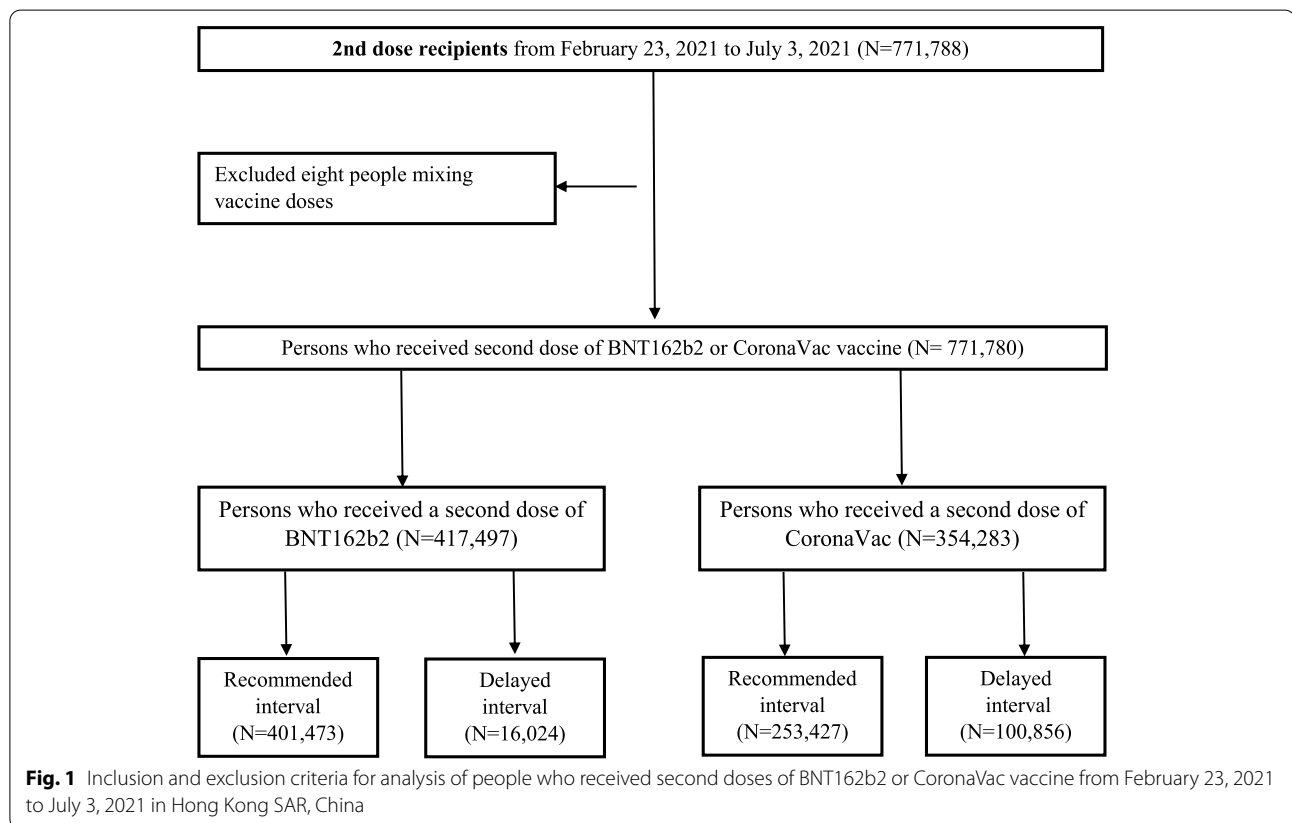 2nd dose recipients from February 23, 2021 to July 3, 2021 (N=771,788)
Excluded eight people mixing
vaccine doses
Persons who received second dose of BNT162b2 or CoronaVac vaccine (N= 771,780)
Persons who received a second dose of
BNT162b2 (N=417,497)
Persons who received a second dose of
CoronaVac (N=354,283)
Recommended
interval
(N=401,473)
Delayed
interval
(N=16,024)
Recommended
interval
(N=253,427)
Delayed
interval
(N=100,856)
Fig. 1 Inclusion and exclusion criteria for analysis of people who received second doses of BNT162b2 or CoronaVac vaccine from February 23, 2021
to July 3, 2021 in Hong Kong SAR, China